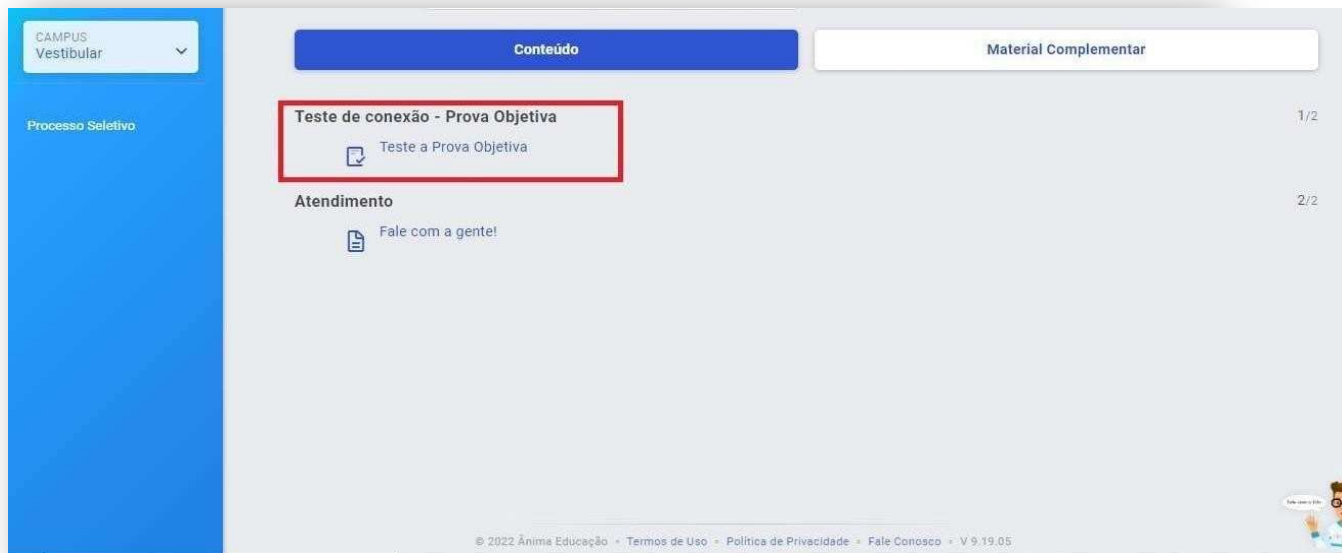 CAMPUS
Vestibular
Processo Seletivo
Conteúdo
Material Complementar
Teste de conexão - Prova Objetiva
1/2
Teste a Prova Objetiva
Atendimento
2/2
Fale com a gente!
© 2022 Ânima Educação • Termos de Uso • Política de Privacidade • Fale Conosco • V 9.19.05